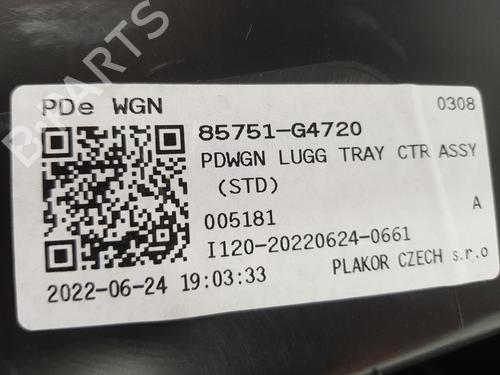 PDe WGN
0308
85751-G4720
PDWGN LUGG TRAY CTR ASSY
(STD)
005181
A
I120-20220624-0661
2022-06-24 19:03:33
PLAKOR CZECH s.r.o
B-PARTS